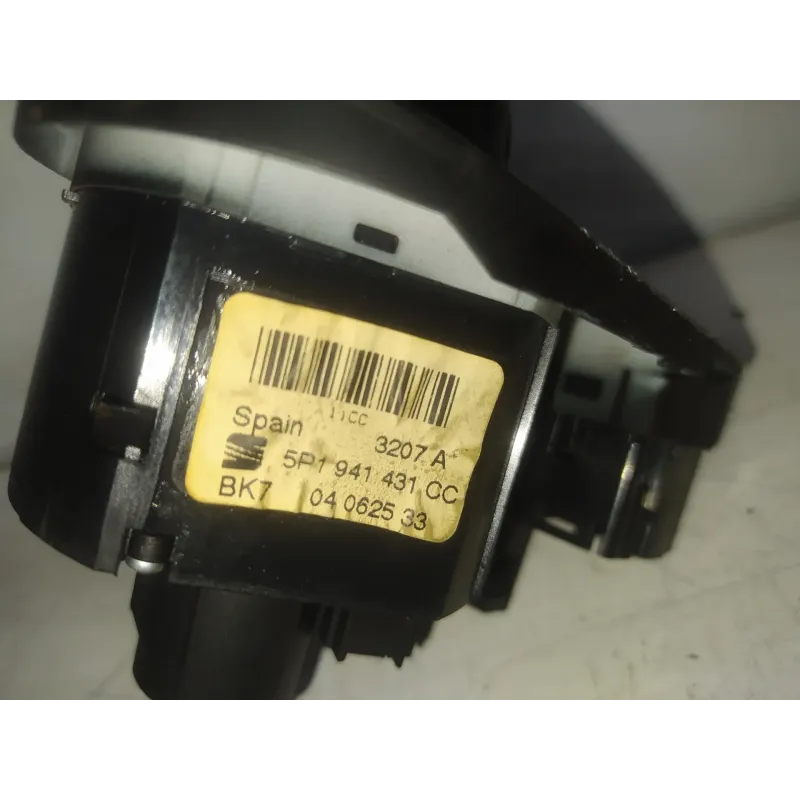 11CC
Spain 3207 A
5P1 941 431 CC
BK7 04 0625 33